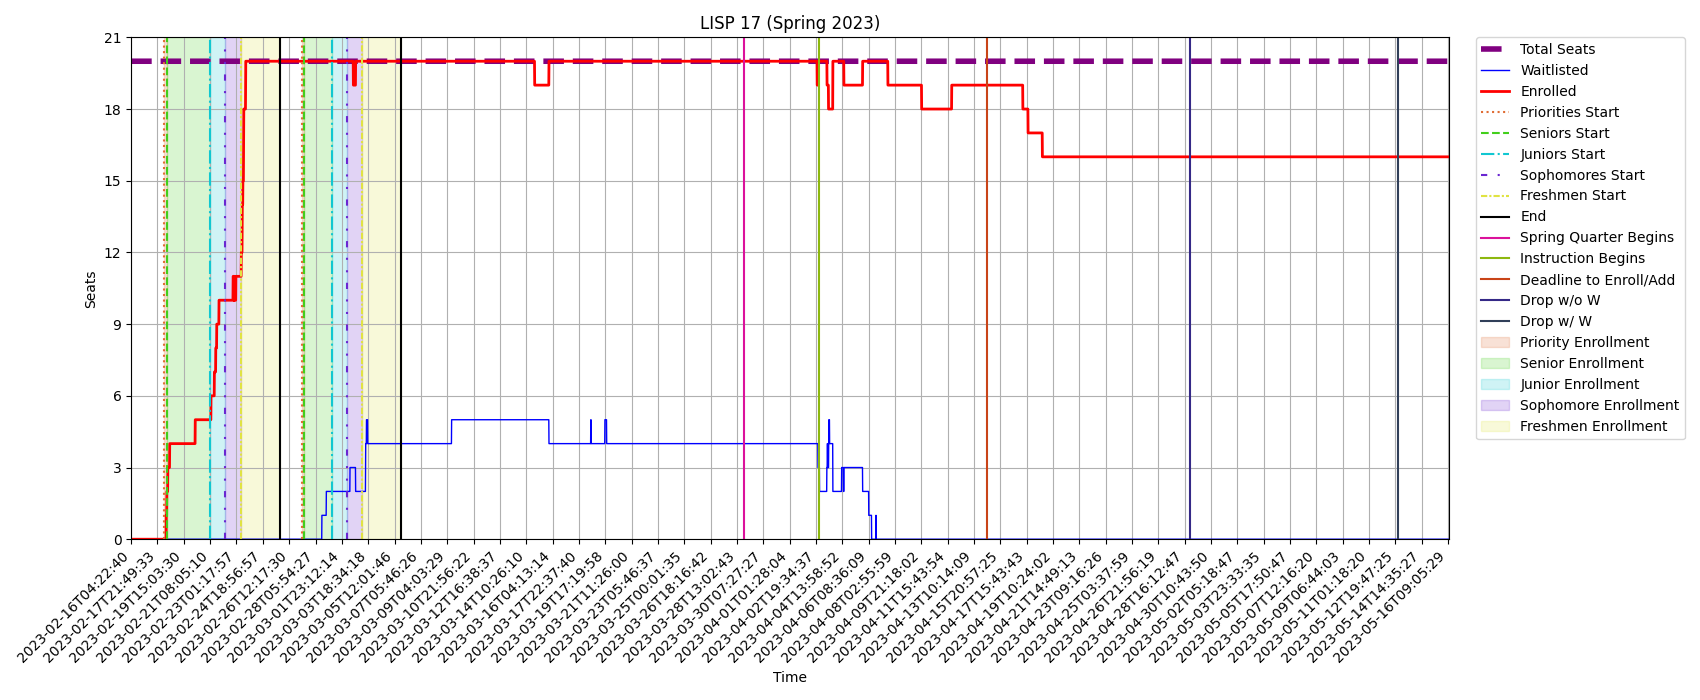 LISP 17 (Spring 2023)
21
18
15
12
9
6
3
0
Seats
2023-02-16T04:22:40
2023-02-17T21:49:33
2023-02-19T15:03:30
2023-02-21T08:05:10
2023-02-23T01:17:57
2023-02-24T18:56:57
2023-02-26T12:17:30
2023-02-28T05:54:27
2023-03-01T23:12:14
2023-03-03T18:34:18
2023-03-05T12:01:46
2023-03-07T05:46:26
2023-03-09T04:03:29
2023-03-10T21:56:22
2023-03-12T16:38:37
2023-03-14T10:26:10
2023-03-16T04:13:14
2023-03-17T22:37:40
2023-03-19T17:19:58
2023-03-21T11:26:00
2023-03-23T05:46:37
2023-03-25T00:01:35
2023-03-26T18:16:42
2023-03-28T13:02:43
2023-03-30T07:27:27
2023-04-01T01:28:04
2023-04-02T19:34:37
2023-04-04T13:58:52
2023-04-06T08:36:09
2023-04-08T02:55:59
2023-04-09T21:18:02
2023-04-11T15:43:54
2023-04-13T10:14:09
2023-04-15T20:57:25
2023-04-17T15:43:43
2023-04-19T10:24:02
2023-04-21T14:49:13
2023-04-23T09:16:26
2023-04-25T03:37:59
2023-04-26T21:56:19
2023-04-28T16:12:47
2023-04-30T10:43:50
2023-05-02T05:18:47
2023-05-03T23:33:35
2023-05-05T17:50:47
2023-05-07T12:16:20
2023-05-09T06:44:03
2023-05-11T01:18:20
2023-05-12T19:47:25
2023-05-14T14:35:27
2023-05-16T09:05:29
Time
Total Seats
Waitlisted
Enrolled
Priorities Start
Seniors Start
Juniors Start
Sophomores Start
Freshmen Start
End
Spring Quarter Begins
Instruction Begins
Deadline to Enroll/Add
Drop w/o W
Drop w/ W
Priority Enrollment
Senior Enrollment
Junior Enrollment
Sophomore Enrollment
Freshmen Enrollment